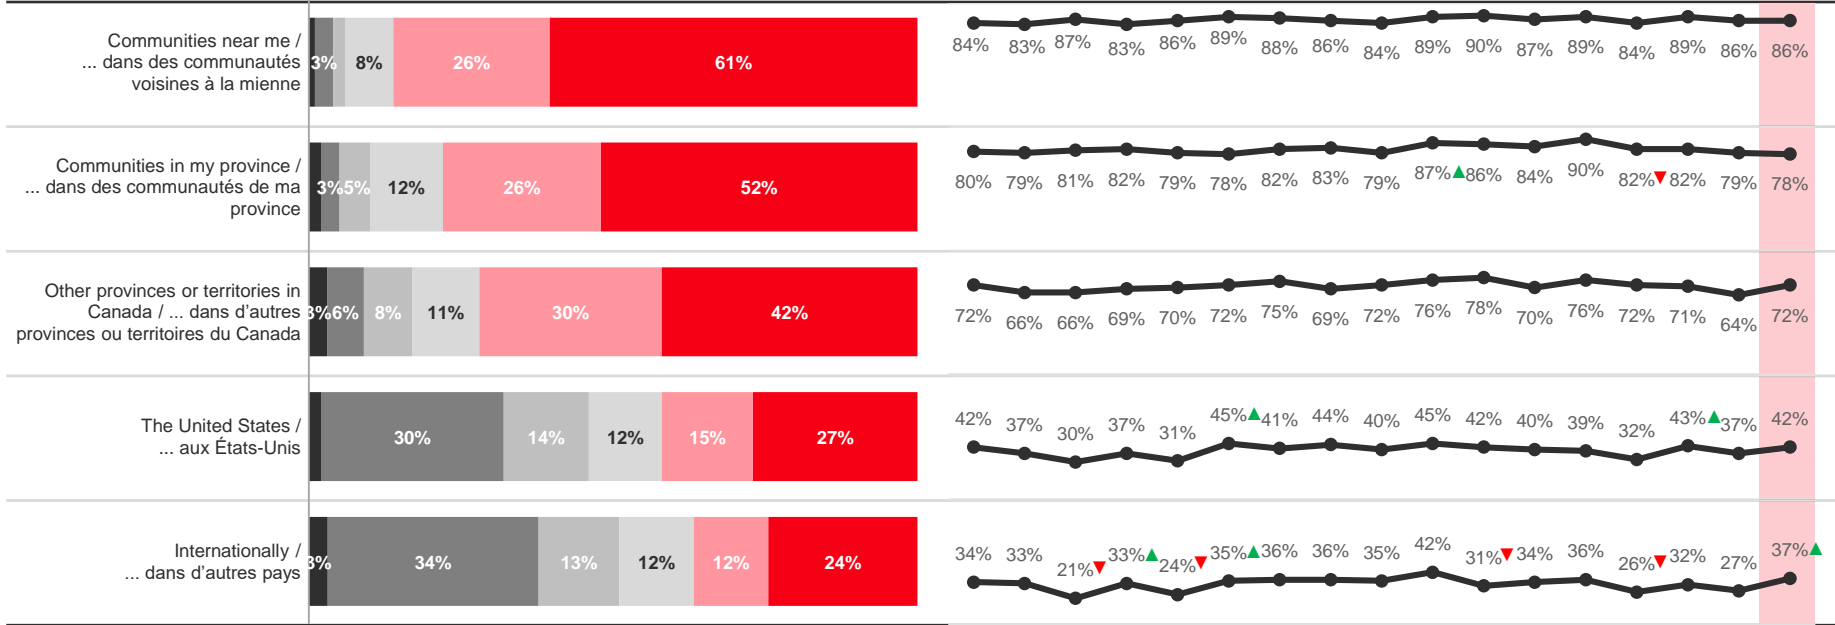 Communities near me /
... dans des communautés
voisines à la mienne
3% 8% 26% 61%
84% 83% 87% 83% 86% 89% 88% 86% 84% 89% 90% 87% 89% 84% 89% 86% 86%
Communities in my province /
... dans des communautés de ma
province
3% 5% 12% 26% 52%
80% 79% 81% 82% 79% 78% 82% 83% 79% 87% 86% 84% 90% 82% 82% 79% 78%
Other provinces or territories in
Canada / ... dans d'autres
provinces ou territoires du Canada
3% 6% 8% 11% 30% 42%
72% 66% 66% 69% 70% 72% 75% 69% 72% 76% 78% 70% 76% 72% 71% 64% 72%
The United States /
... aux États-Unis
30% 14% 12% 15% 27%
42% 37% 30% 37% 31% 45% 41% 44% 40% 45% 42% 40% 39% 32% 43% 37% 42%
Internationally /
... dans d'autres pays
3% 34% 13% 12% 12% 24%
34% 33% 21% 33% 24% 35% 36% 36% 35% 42% 31% 34% 36% 26% 32% 27% 37%